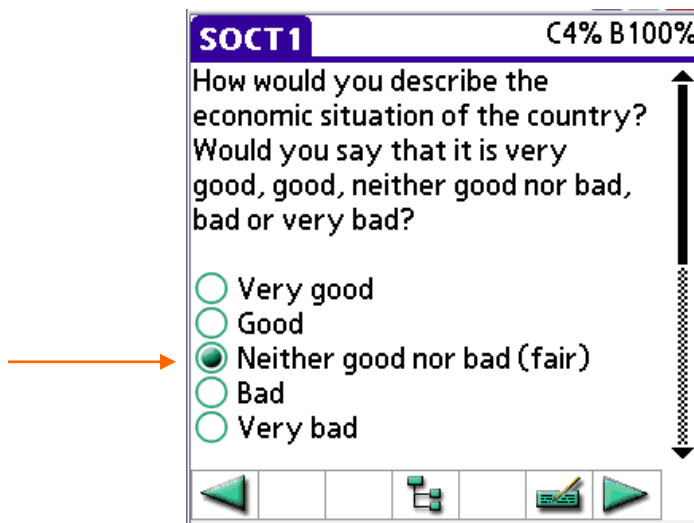 SOCT1 C4% B100%
How would you describe the
economic situation of the country?
Would you say that it is very
good, good, neither good nor bad,
bad or very bad?
Very good
Good
Neither good nor bad (fair)
Bad
Very bad